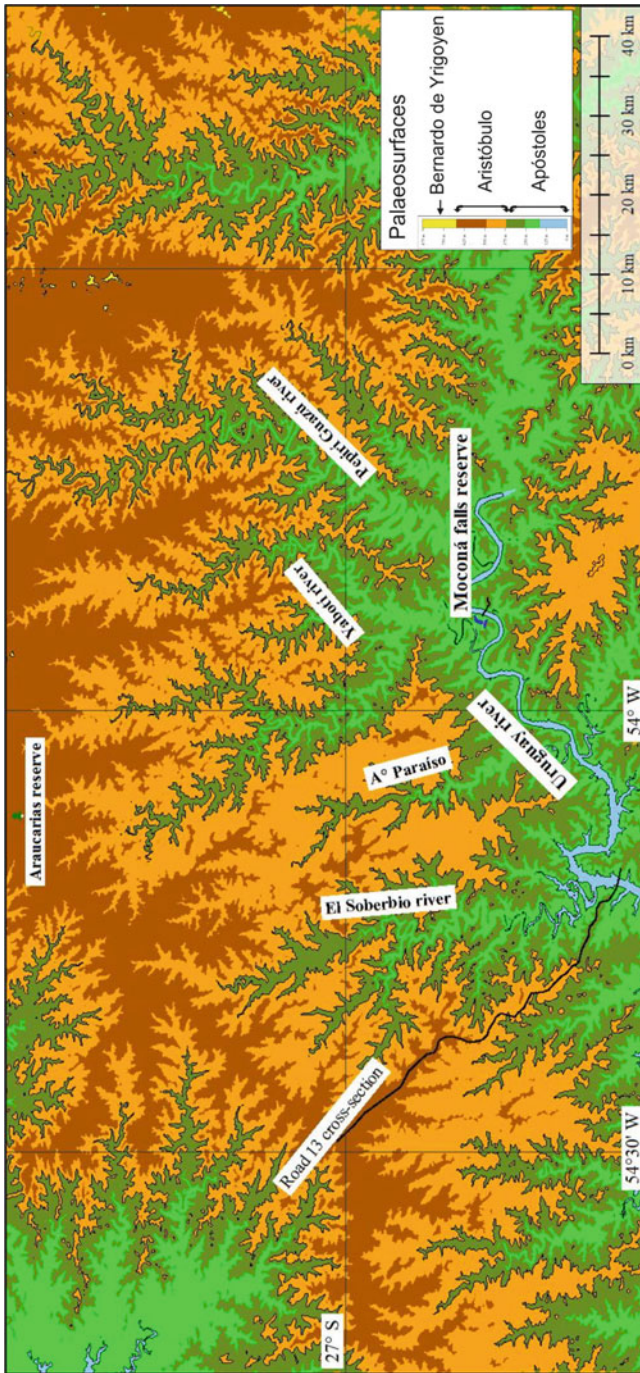 Araucarias reserve
Pepirí Guazú river
Yabotí river
Moconá falls reserve
A° Paraíso
Uruguay river
El Soberbio river
Road 13 cross-section
27° S
54° W
54°30' W
Palaeosurfaces
Bernardo de Yrigoyen
Aristóbulo
Apóstoles
0 km 10 km 20 km 30 km 40 km